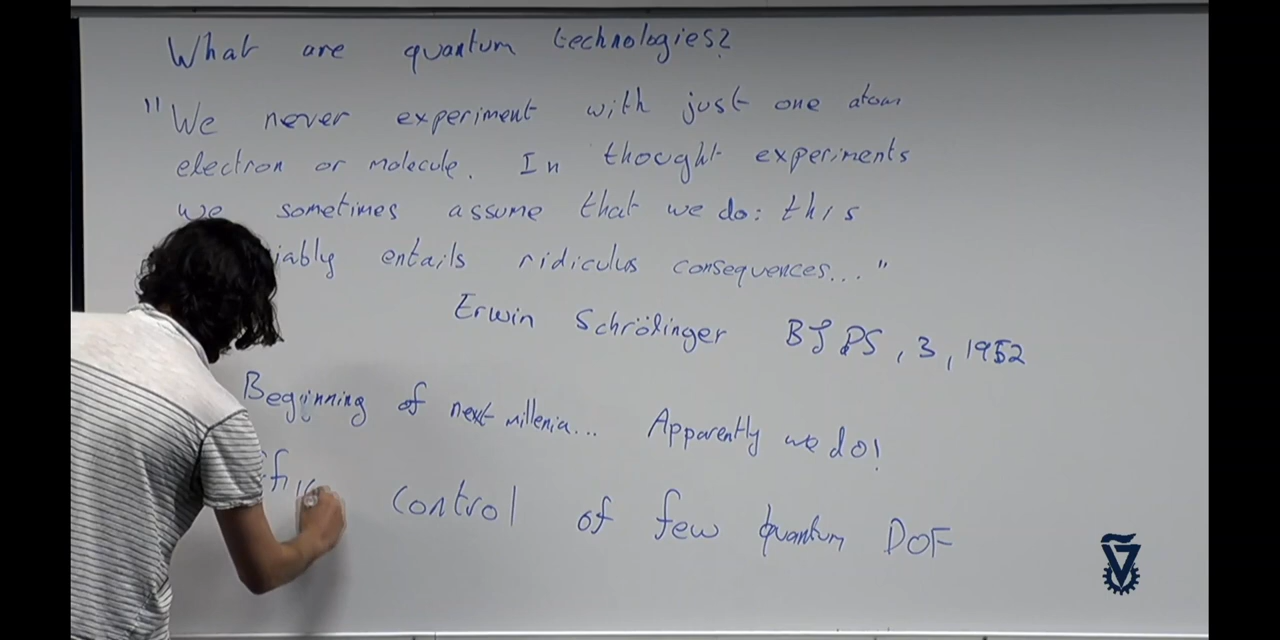 What are quantum technologies?
"We never experiment with just one atom
electron or molecule. In thought experiments
we sometimes assume that we do: this
iably entails ridiculus consequences..."
Erwin Schrödinger BJPS, 3, 1952
Beginning of next millenia... Apparently we do!
control of few quantum DOF